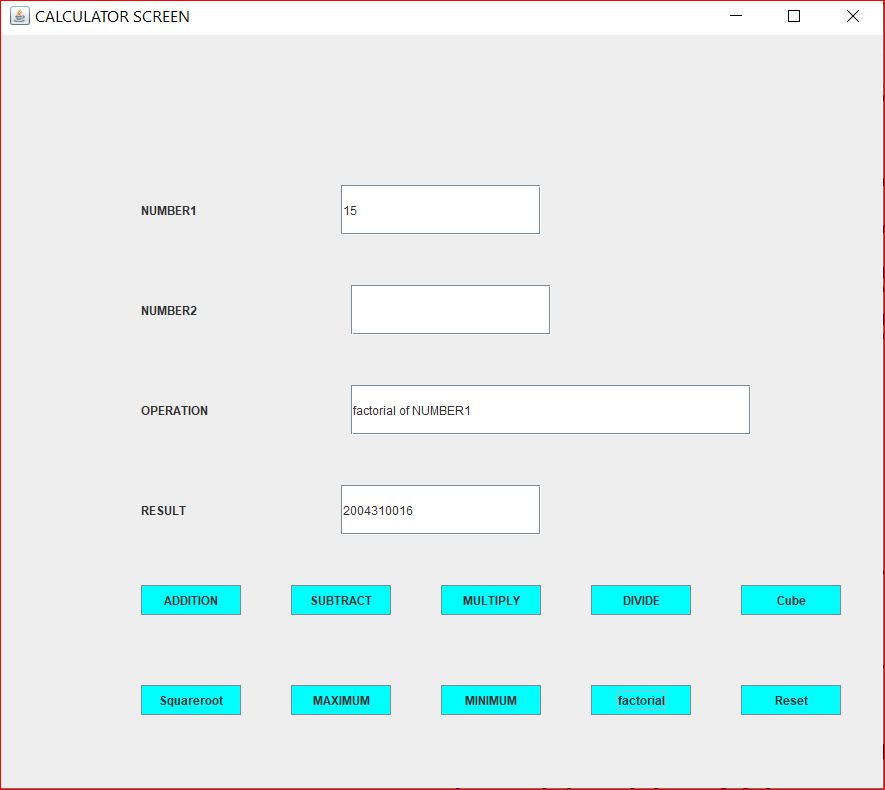 CALCULATOR SCREEN
NUMBER1 15
NUMBER2
OPERATION factorial of NUMBER1
RESULT 2004310016
ADDITION SUBTRACT MULTIPLY DIVIDE Cube
Squareroot MAXIMUM MINIMUM factorial Reset